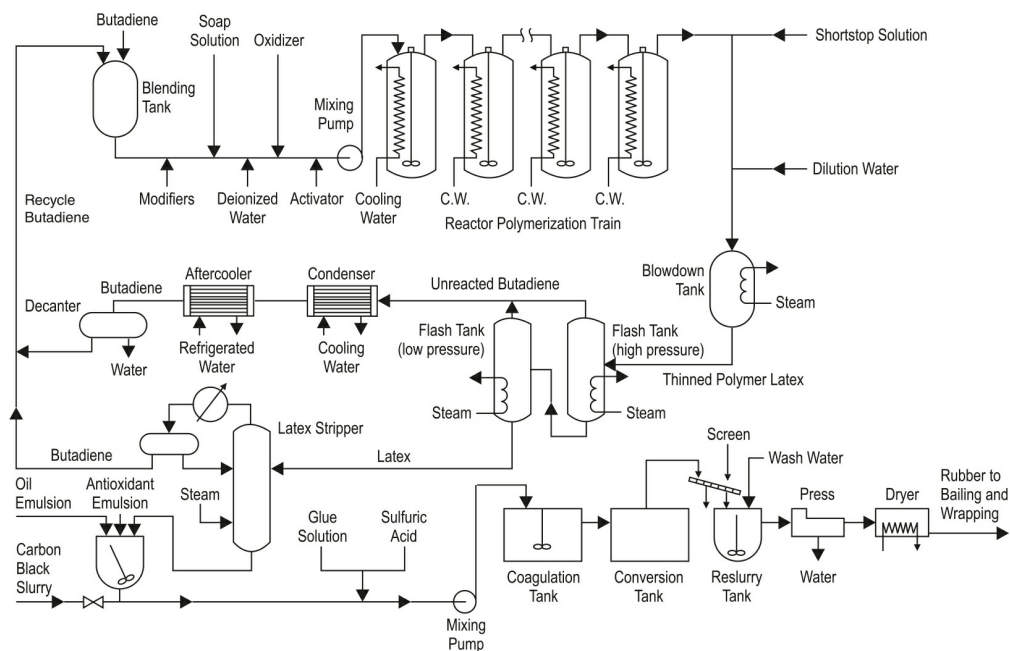 Butadiene
Soap
Solution
Oxidizer
Shortstop Solution
Blending
Tank
Mixing
Pump
Modifiers
Deionized
Water
Activator
Cooling
Water
C.W.
C.W.
C.W.
Reactor Polymerization Train
Dilution Water
Recycle
Butadiene
Blowdown
Tank
Steam
Decanter
Butadiene
Aftercooler
Condenser
Unreacted Butadiene
Water
Refrigerated
Water
Cooling
Water
Flash Tank
(low pressure)
Flash Tank
(high pressure)
Thinned Polymer Latex
Steam
Steam
Latex Stripper
Butadiene
Latex
Steam
Oil
Emulsion
Antioxidant
Emulsion
Glue
Solution
Sulfuric
Acid
Carbon
Black
Slurry
Mixing
Pump
Screen
Wash Water
Press
Dryer
Rubber to
Bailing and
Wrapping
Coagulation
Tank
Conversion
Tank
Reslurry
Tank
Water